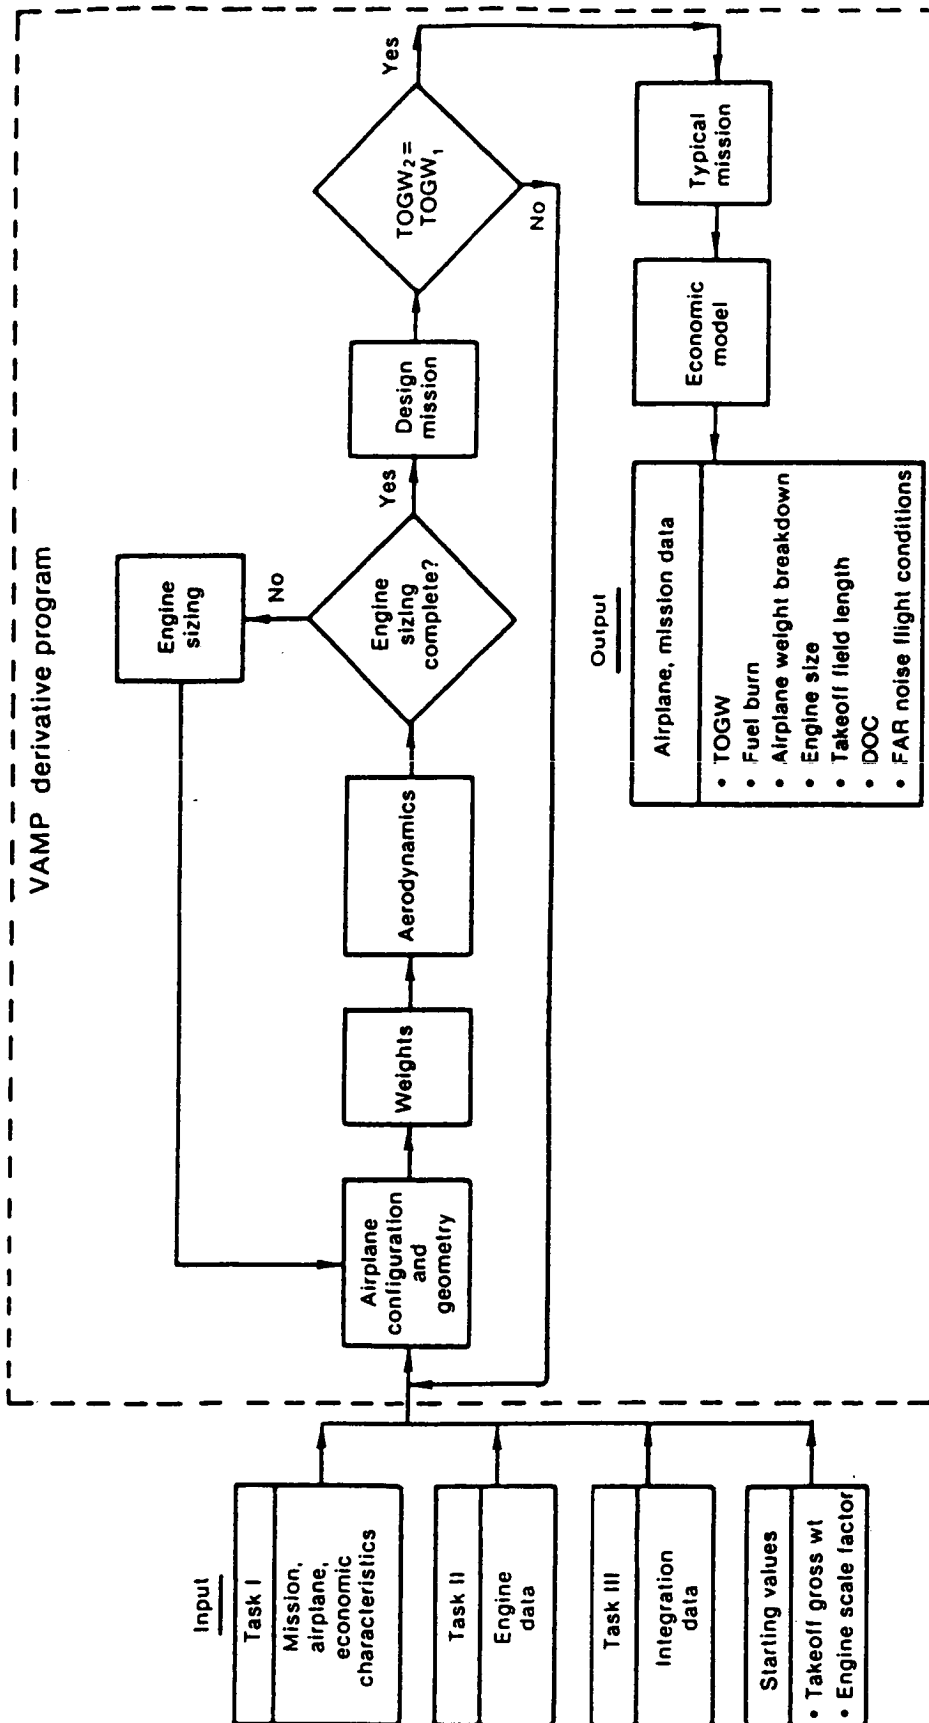 VAMP derivative program
Input
Task I
Mission,
airplane,
economic
characteristics
Task II
Engine
data
Task III
Integration
data
Starting values
• Takeoff gross wt
• Engine scale factor
Airplane
configuration
and
geometry
Weights
Aerodynamics
Engine
sizing
complete?
No
Engine
sizing
Yes
Design
mission
TOGW2 =
TOGW1
No
Yes
Typical
mission
Economic
model
Output
Airplane, mission data
• TOGW
• Fuel burn
• Airplane weight breakdown
• Engine size
• Takeoff field length
• DOC
• FAR noise flight conditions